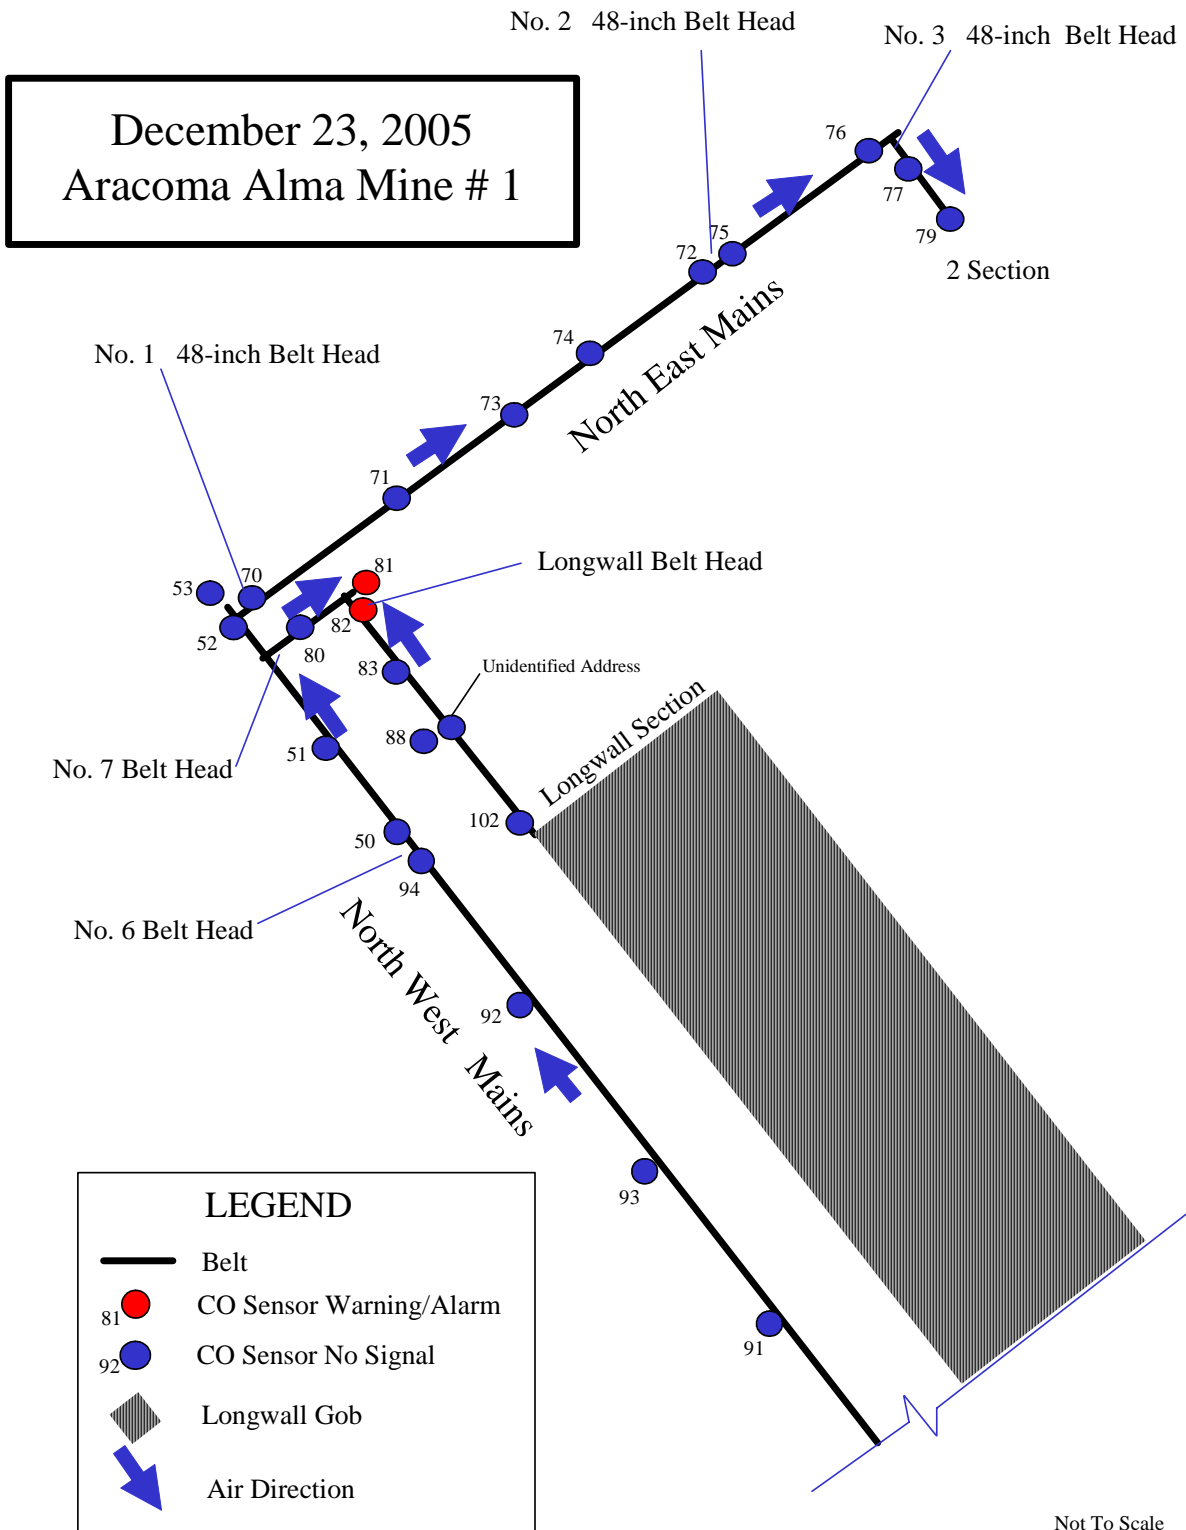 No. 2 48-inch Belt Head
No. 3 48-inch Belt Head
December 23, 2005
Aracoma Alma Mine # 1
76
77
79
2 Section
75
72
74
73
71
North East Mains
No. 1 48-inch Belt Head
53
70
52
81
82
80
Longwall Belt Head
83
Unidentified Address
88
51
No. 7 Belt Head
Longwall Section
102
50
94
No. 6 Belt Head
North West Mains
92
93
91
LEGEND
Belt
81 CO Sensor Warning/Alarm
92 CO Sensor No Signal
Longwall Gob
Air Direction
Not To Scale